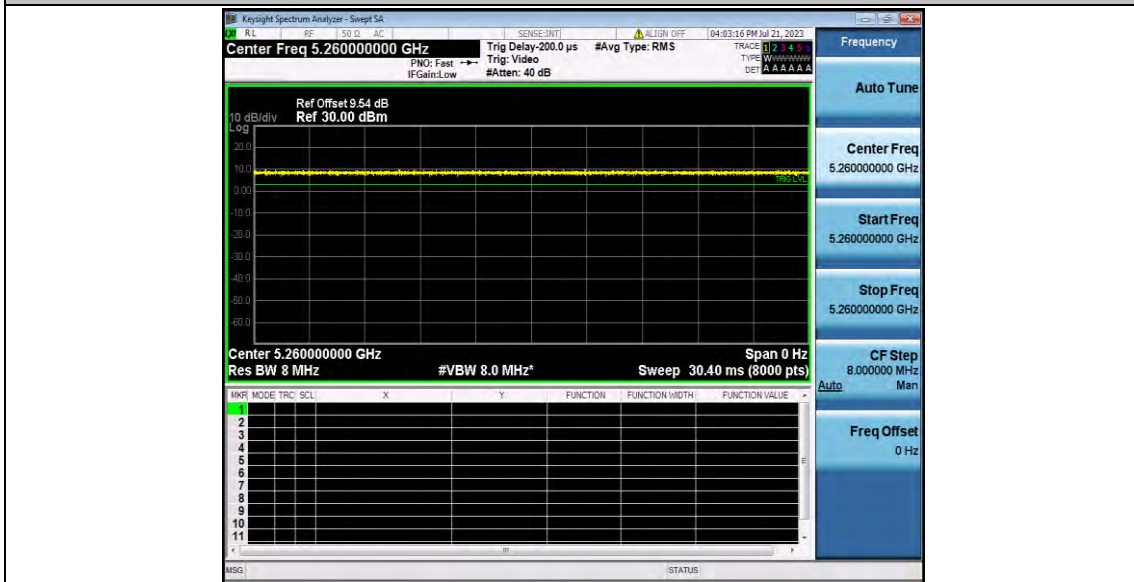 Keysight Spectrum Analyzer - Swept SA
RL RF 50 Ω AC SENSE:INT ALIGN OFF 04:03:16 PM Jul 21, 2023
Center Freq 5.260000000 GHz Trig Delay-200.0 µs #Avg Type: RMS TRACE 1 2 3 4 5 6
PNO: Fast Trig: Video TYPE WWWWWW
IFGain:Low #Atten: 40 dB DET A A A A A A
Frequency
Auto Tune
Ref Offset 9.54 dB
10 dB/div Ref 30.00 dBm
Log
20.0
10.0
TRIG LVL
0.00
-10.0
-20.0
-30.0
-40.0
-50.0
-60.0
Center 5.260000000 GHz Span 0 Hz
Res BW 8 MHz #VBW 8.0 MHz* Sweep 30.40 ms (8000 pts)
Center Freq
5.260000000 GHz
Start Freq
5.260000000 GHz
Stop Freq
5.260000000 GHz
CF Step
8.000000 MHz
Auto Man
Freq Offset
0 Hz
MKR MODE TRC SCL X Y FUNCTION FUNCTION WIDTH FUNCTION VALUE
1
2
3
4
5
6
7
8
9
10
11
MSG STATUS